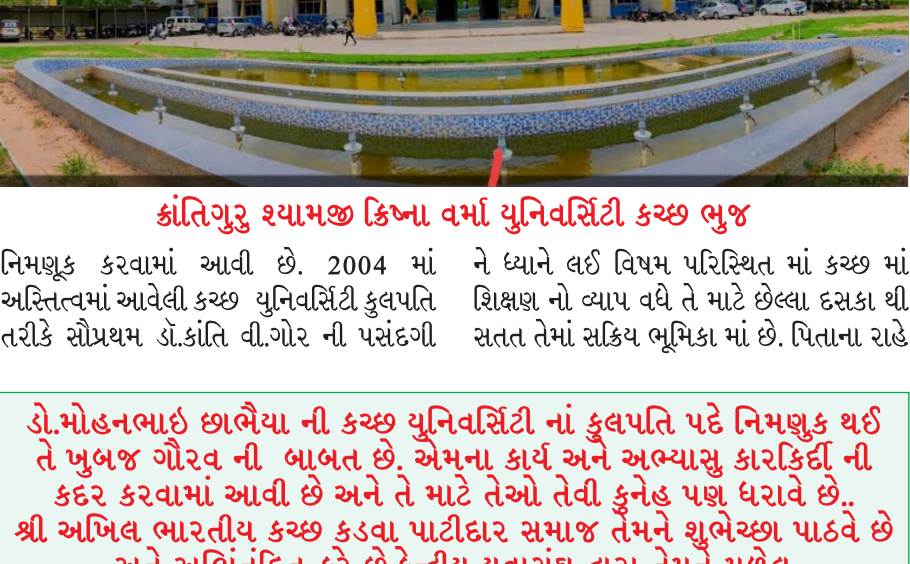 ક્રાંતિગુરુ શ્યામજી ક્રિષ્ના વર્મા યુનિવર્સિટી કચ્છ ભુજ
નિમણૂક કરવામાં આવી છે. 2004 માં
અસ્તિત્વમાં આવેલી કચ્છ યુનિવર્સિટી કુલપતિ
તરીકે સૌપ્રથમ ડૉ.કાંતિ વી.ગોર ની પસંદગી
ને ધ્યાને લઈ વિષમ પરિસ્થિત માં કચ્છ માં
શિક્ષણ નો વ્યાપ વધે તે માટે છેલ્લા દસકા થી
સતત તેમાં સક્રિય ભૂમિકા માં છે. પિતાના રાહે
ડો.મોહનભાઇ છાભૈયા ની કચ્છ યુનિવર્સિટી નાં કુલપતિ પદે નિમણુક થઈ
તે ખુબજ ગૌરવ ની બાબત છે. એમના કાર્ય અને અભ્યાસુ કારકિર્દી ની
કદર કરવામાં આવી છે અને તે માટે તેઓ તેવી કુનેહ પણ ધરાવે છે..
શ્રી અખિલ ભારતીય કચ્છ કડવા પાટીદાર સમાજ તેમને શુભેચ્છા પાઠવે છે